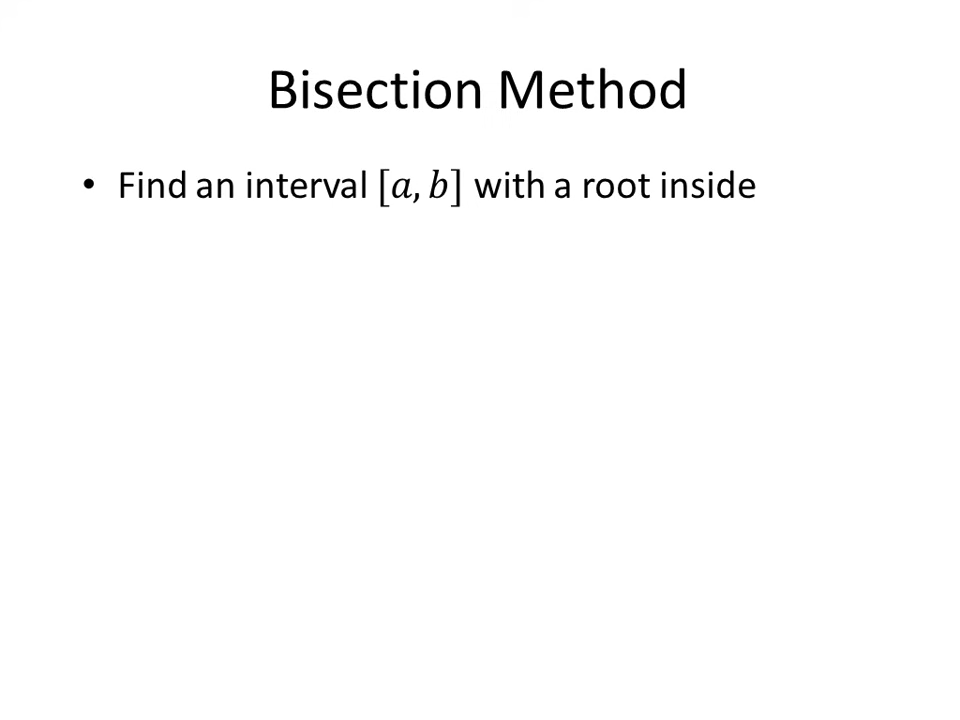 Bisection Method
• Find an interval [a, b] with a root inside